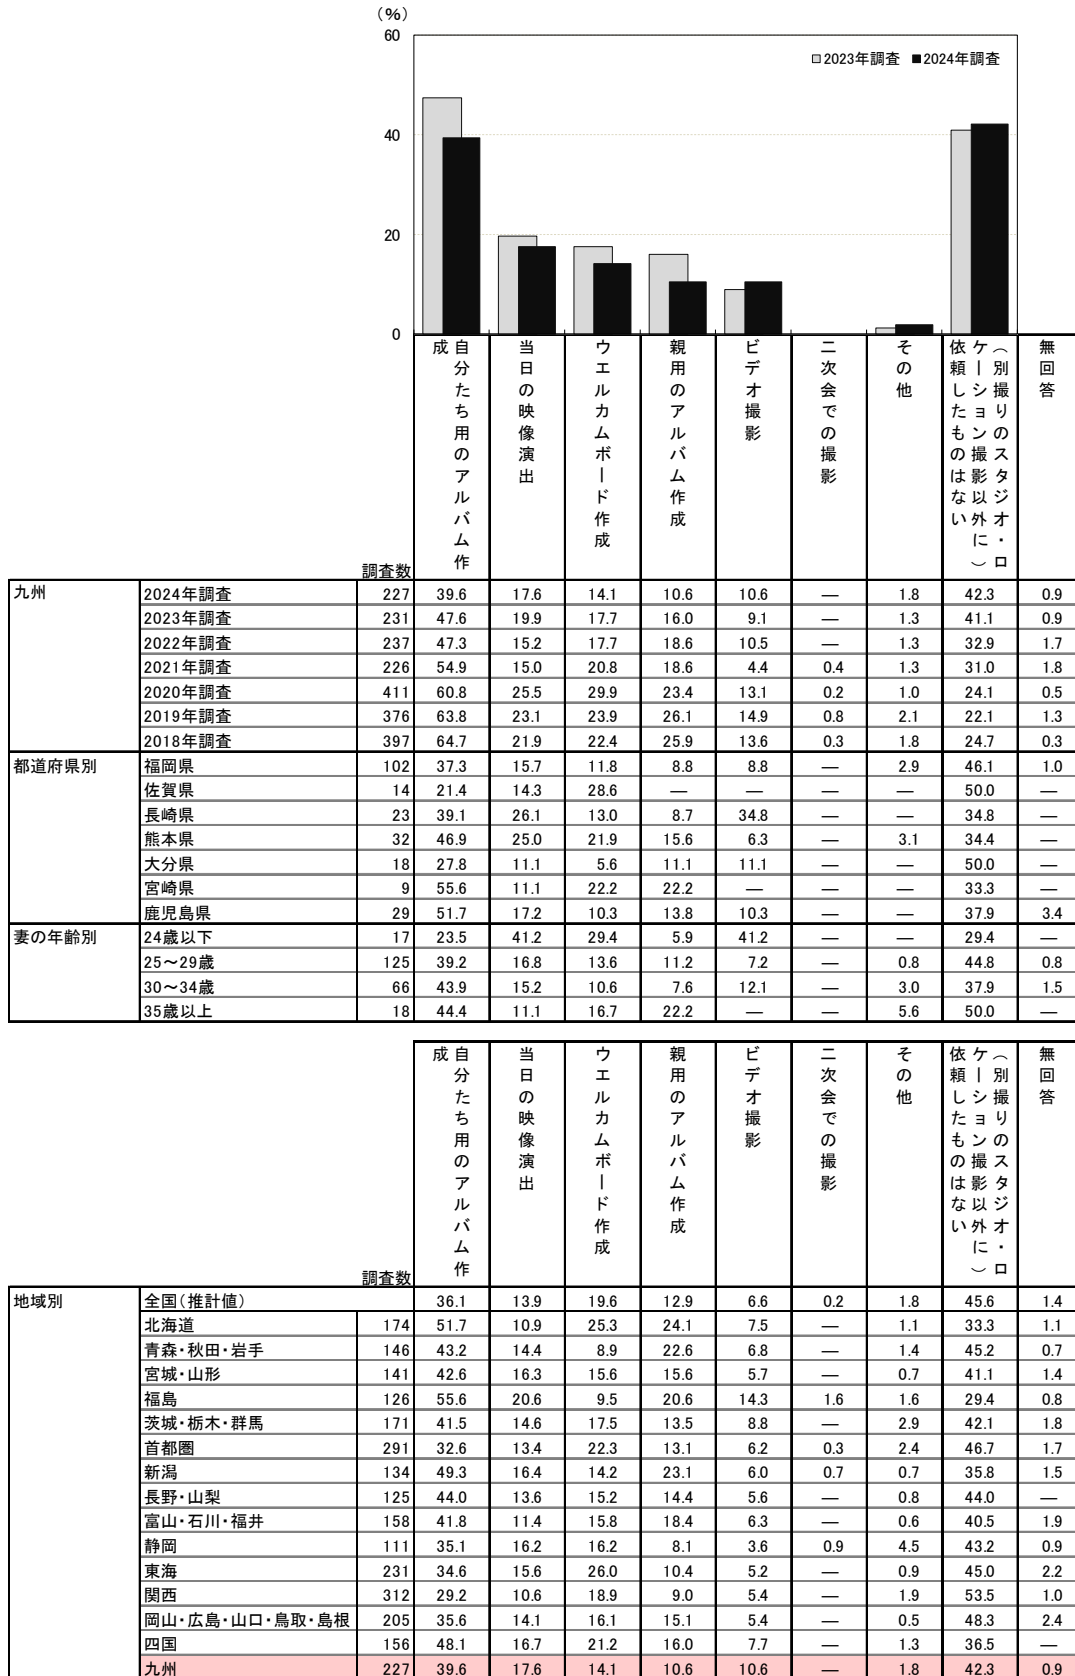 （%）
60
40
20
0
□2023年調査 ■2024年調査
自分たち用のアルバム作成
当日の映像演出
ウエルカムボード作成
親用のアルバム作成
ビデオ撮影
二次会での撮影
その他
（別撮りのスタジオ・ロケーション撮影以外に）依頼したものはない
無回答
調査数
九州 2024年調査 227 39.6 17.6 14.1 10.6 10.6 — 1.8 42.3 0.9
2023年調査 231 47.6 19.9 17.7 16.0 9.1 — 1.3 41.1 0.9
2022年調査 237 47.3 15.2 17.7 18.6 10.5 — 1.3 32.9 1.7
2021年調査 226 54.9 15.0 20.8 18.6 4.4 0.4 1.3 31.0 1.8
2020年調査 411 60.8 25.5 29.9 23.4 13.1 0.2 1.0 24.1 0.5
2019年調査 376 63.8 23.1 23.9 26.1 14.9 0.8 2.1 22.1 1.3
2018年調査 397 64.7 21.9 22.4 25.9 13.6 0.3 1.8 24.7 0.3
都道府県別 福岡県 102 37.3 15.7 11.8 8.8 8.8 — 2.9 46.1 1.0
佐賀県 14 21.4 14.3 28.6 — — — — 50.0 —
長崎県 23 39.1 26.1 13.0 8.7 34.8 — — 34.8 —
熊本県 32 46.9 25.0 21.9 15.6 6.3 — 3.1 34.4 —
大分県 18 27.8 11.1 5.6 11.1 11.1 — — 50.0 —
宮崎県 9 55.6 11.1 22.2 22.2 — — — 33.3 —
鹿児島県 29 51.7 17.2 10.3 13.8 10.3 — — 37.9 3.4
妻の年齢別 24歳以下 17 23.5 41.2 29.4 5.9 41.2 — — 29.4 —
25～29歳 125 39.2 16.8 13.6 11.2 7.2 — 0.8 44.8 0.8
30～34歳 66 43.9 15.2 10.6 7.6 12.1 — 3.0 37.9 1.5
35歳以上 18 44.4 11.1 16.7 22.2 — — 5.6 50.0 —
自分たち用のアルバム作成
当日の映像演出
ウエルカムボード作成
親用のアルバム作成
ビデオ撮影
二次会での撮影
その他
（別撮りのスタジオ・ロケーション撮影以外に）依頼したものはない
無回答
調査数
地域別 全国（推計値） 36.1 13.9 19.6 12.9 6.6 0.2 1.8 45.6 1.4
北海道 174 51.7 10.9 25.3 24.1 7.5 — 1.1 33.3 1.1
青森・秋田・岩手 146 43.2 14.4 8.9 22.6 6.8 — 1.4 45.2 0.7
宮城・山形 141 42.6 16.3 15.6 15.6 5.7 — 0.7 41.1 1.4
福島 126 55.6 20.6 9.5 20.6 14.3 1.6 1.6 29.4 0.8
茨城・栃木・群馬 171 41.5 14.6 17.5 13.5 8.8 — 2.9 42.1 1.8
首都圏 291 32.6 13.4 22.3 13.1 6.2 0.3 2.4 46.7 1.7
新潟 134 49.3 16.4 14.2 23.1 6.0 0.7 0.7 35.8 1.5
長野・山梨 125 44.0 13.6 15.2 14.4 5.6 — 0.8 44.0 —
富山・石川・福井 158 41.8 11.4 15.8 18.4 6.3 — 0.6 40.5 1.9
静岡 111 35.1 16.2 16.2 8.1 3.6 0.9 4.5 43.2 0.9
東海 231 34.6 15.6 26.0 10.4 5.2 — 0.9 45.0 2.2
関西 312 29.2 10.6 18.9 9.0 5.4 — 1.9 53.5 1.0
岡山・広島・山口・鳥取・島根 205 35.6 14.1 16.1 15.1 5.4 — 0.5 48.3 2.4
四国 156 48.1 16.7 21.2 16.0 7.7 — 1.3 36.5 —
九州 227 39.6 17.6 14.1 10.6 10.6 — 1.8 42.3 0.9